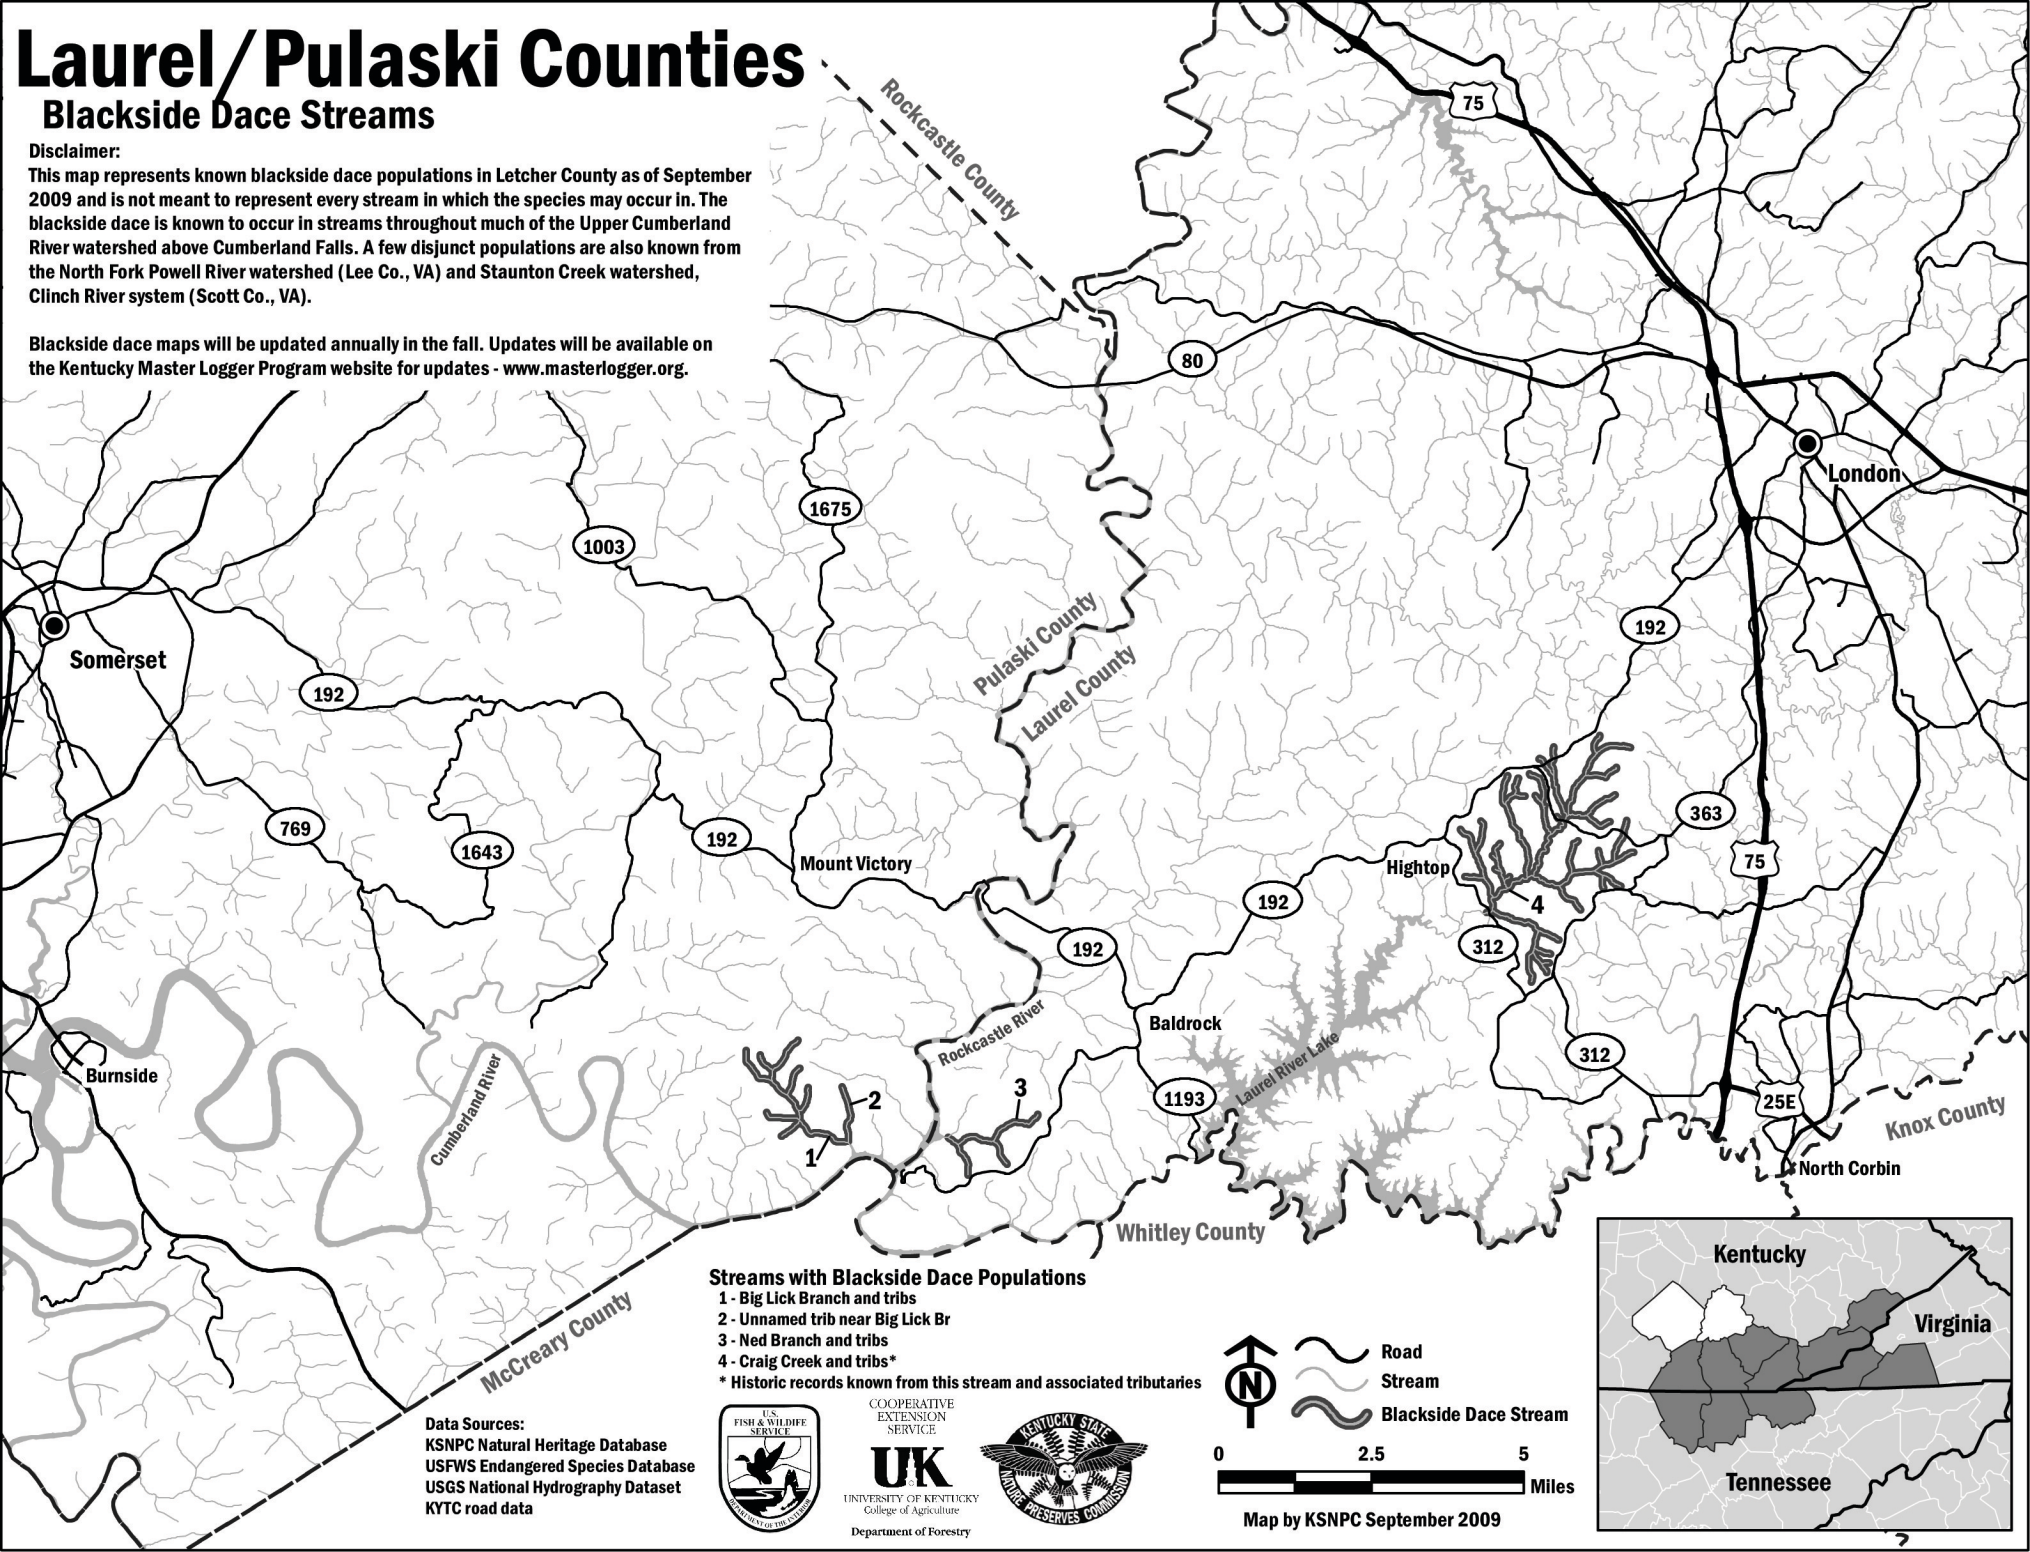 Laurel/Pulaski Counties
Blackside Dace Streams
Disclaimer:
This map represents known blackside dace populations in Letcher County as of September
2009 and is not meant to represent every stream in which the species may occur in. The
blackside dace is known to occur in streams throughout much of the Upper Cumberland
River watershed above Cumberland Falls. A few disjunct populations are also known from
the North Fork Powell River watershed (Lee Co., VA) and Staunton Creek watershed,
Clinch River system (Scott Co., VA).
Blackside dace maps will be updated annually in the fall. Updates will be available on
the Kentucky Master Logger Program website for updates - www.masterlogger.org.
Rockcastle County
75
80
London
1675
1003
192
Pulaski County
Laurel County
Somerset
192
769
1643
192
Mount Victory
363
75
Hightop
4
192
312
192
Rockcastle River
Baldrock
Laurel River Lake
312
Burnside
Cumberland River
2
3
1
1193
25E
Knox County
North Corbin
Whitley County
McCreary County
Streams with Blackside Dace Populations
1 - Big Lick Branch and tribs
2 - Unnamed trib near Big Lick Br
3 - Ned Branch and tribs
4 - Craig Creek and tribs*
* Historic records known from this stream and associated tributaries
Data Sources:
KSNPC Natural Heritage Database
USFWS Endangered Species Database
USGS National Hydrography Dataset
KYTC road data
U.S.
FISH & WILDLIFE
SERVICE
DEPARTMENT OF THE INTERIOR
COOPERATIVE
EXTENSION
SERVICE
UK
UNIVERSITY OF KENTUCKY
College of Agriculture
Department of Forestry
KENTUCKY STATE
NATURE PRESERVES COMMISSION
N
Road
Stream
Blackside Dace Stream
0 2.5 5
Miles
Map by KSNPC September 2009
Kentucky
Virginia
Tennessee